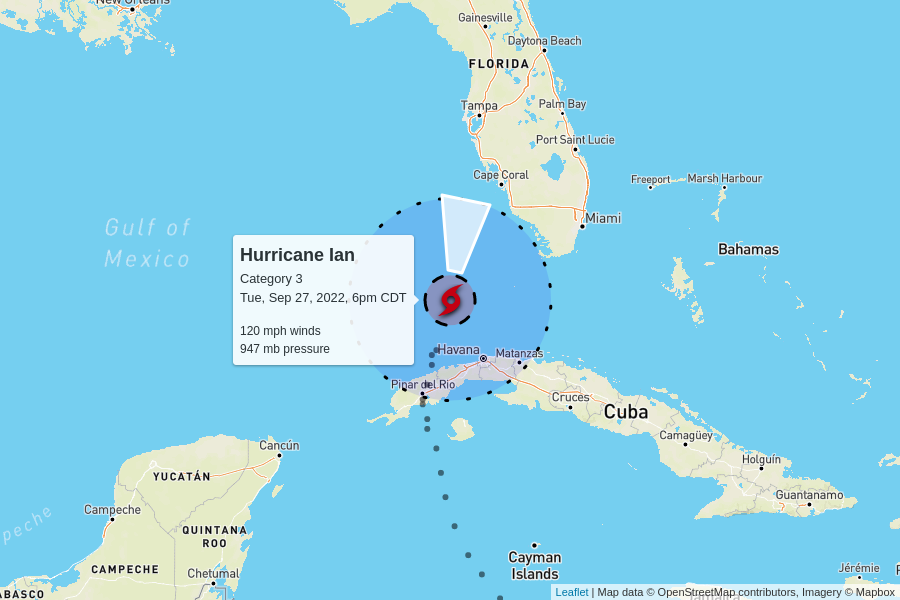 New Orleans
Gainesville
Daytona Beach
FLORIDA
Tampa
Palm Bay
Port Saint Lucie
Cape Coral
Freeport
Marsh Harbour
Miami
Gulf of
Mexico
Bahamas
Hurricane Ian
Category 3
Tue, Sep 27, 2022, 6pm CDT
120 mph winds
947 mb pressure
Havana
Matanzas
Pinar del Rio
Cruces
Cuba
Camagüey
Cancún
Holguín
YUCATÁN
Guantanamo
Campeche
peche
QUINTANA
ROO
Cayman
Islands
CAMPECHE
Chetumal
Jérémie
ABASCO
Jamaica
Leaflet | Map data © OpenStreetMap contributors, Imagery © Mapbox